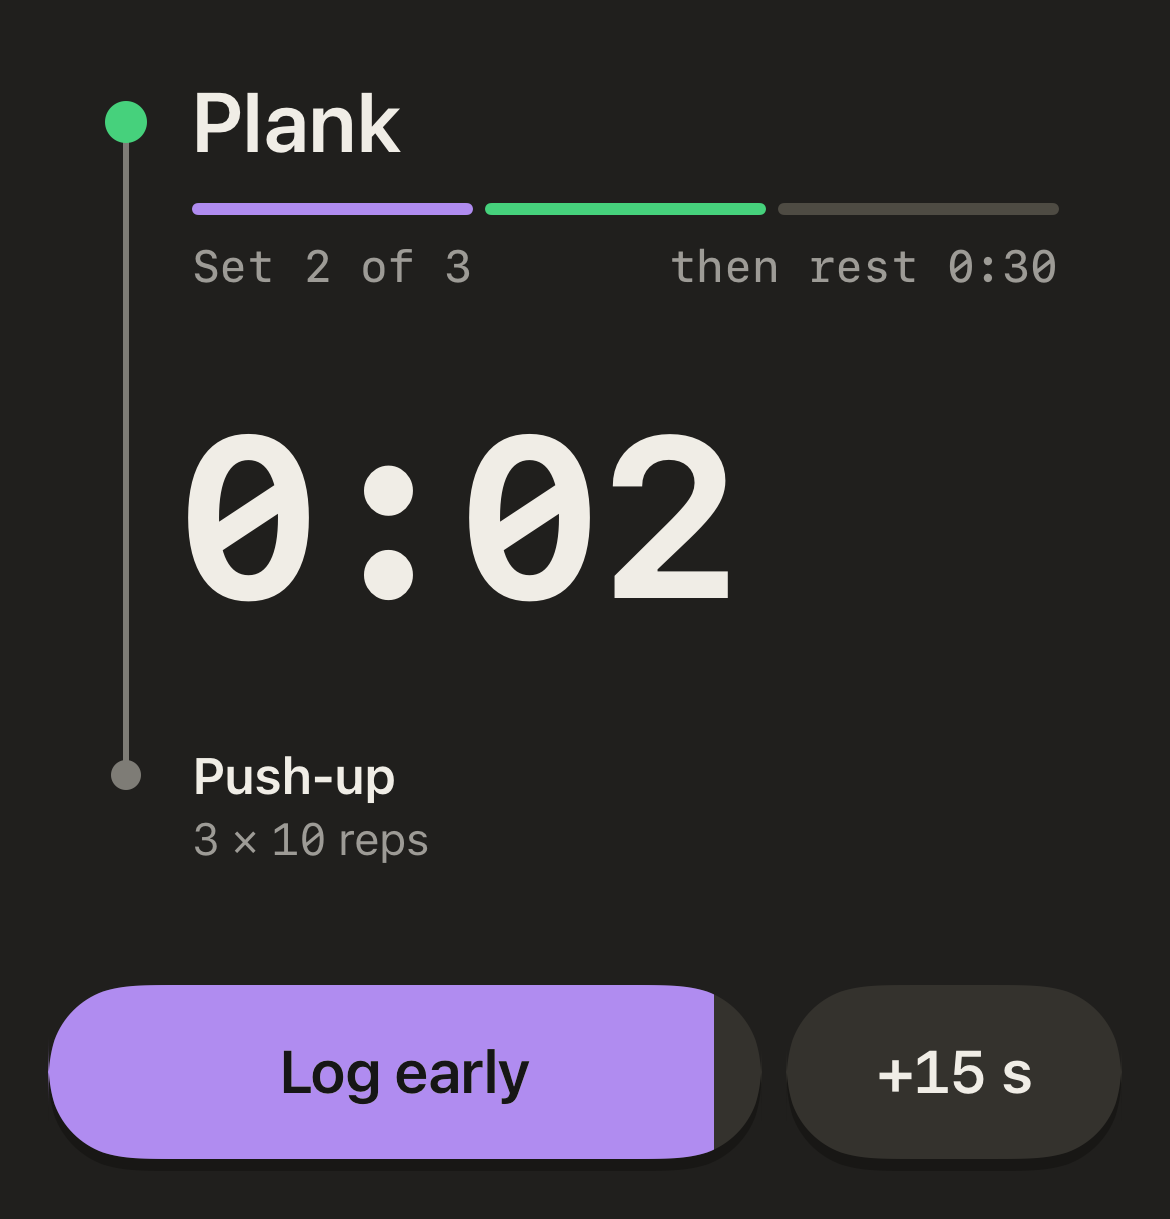 Plank
Set 2 of 3
then rest 0:30
0:02
Push-up
3 × 10 reps
Log early
+15 s